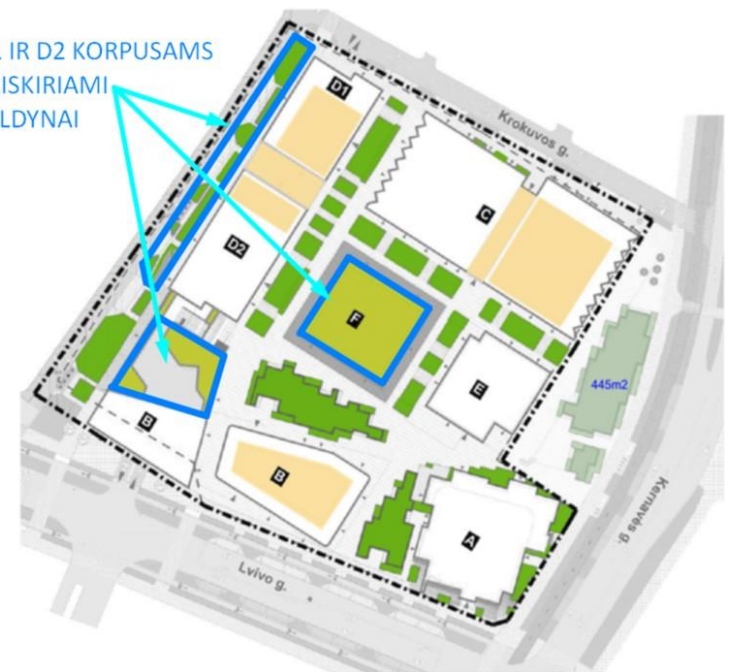 IR D2 KORPUSAMS
ISKIRIAMI
LDYNAI
D1
Krokuvos g.
C
D2
F
445m2
E
B
B
Kernavės g.
A
Lvivo g.